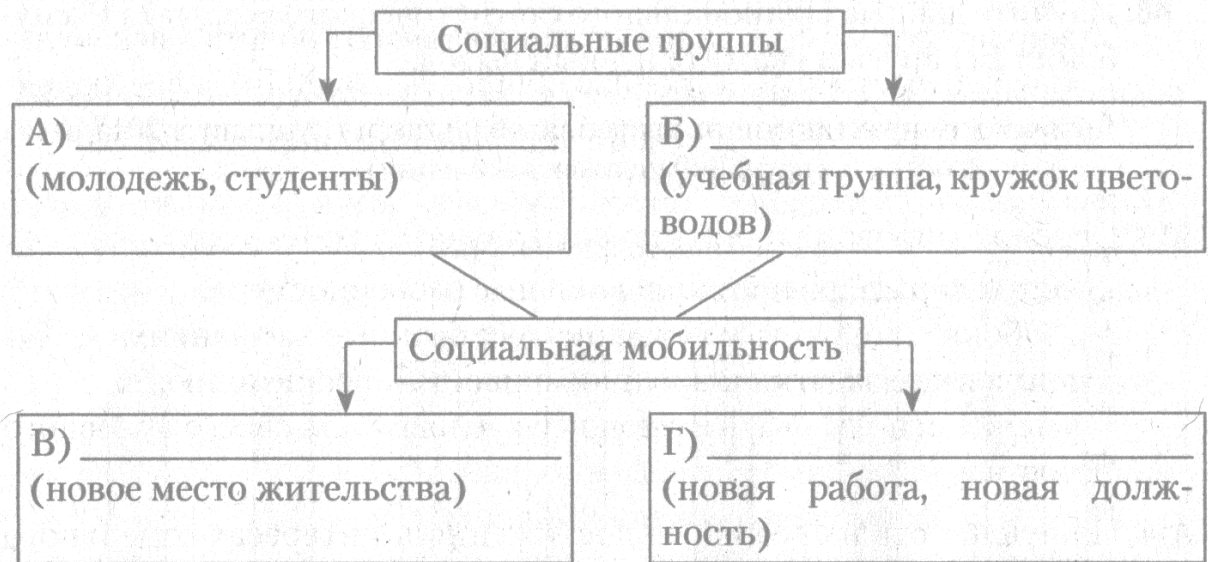 Социальные группы
А)
(молодежь, студенты)
Б)
(учебная группа, кружок цвето-
водов)
Социальная мобильность
В)
(новое место жительства)
Г)
(новая работа, новая долж-
ность)